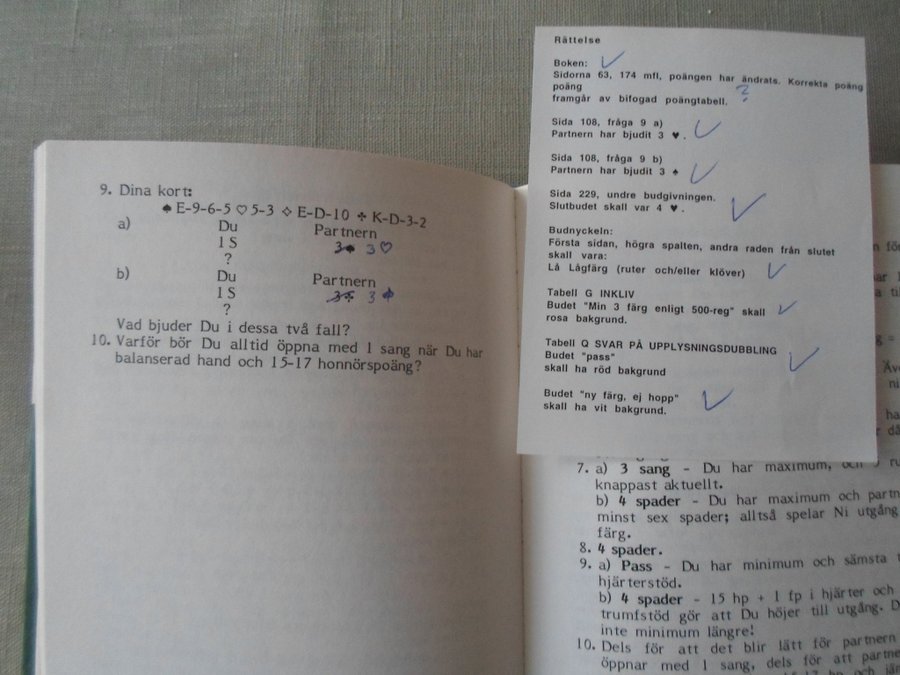 9. Dina kort:
♠ E-9-6-5 ♡ 5-3 ♢ E-D-10 ♣ K-D-3-2
a) Du Partnern
1 S 3♠ 3♡
?
b) Du Partnern
1 S 3♣ 3♠
?
Vad bjuder Du i dessa två fall?
10. Varför bör Du alltid öppna med 1 sang när Du har
balanserad hand och 15-17 honnörspoäng?
Rättelse
Boken: ✓
Sidorna 63, 174 mfl, poängen har ändrats. Korrekta poäng
poäng ?
framgår av bifogad poängtabell.
Sida 108, fråga 9 a)
Partnern har bjudit 3 ♥. ✓
Sida 108, fråga 9 b)
Partnern har bjudit 3 ♠ ✓
Sida 229, undre budgivningen.
Slutbudet skall var 4 ♥. ✓
Budnyckeln:
Första sidan, högra spalten, andra raden från slutet
skall vara:
Lå Lågfärg (ruter och/eller klöver) ✓
Tabell G INKLIV
Budet "Min 3 färg enligt 500-reg" skall ✓
rosa bakgrund.
Tabell Q SVAR PÅ UPPLYSNINGSDUBBLING
Budet "pass" ✓
skall ha röd bakgrund
Budet "ny färg, ej hopp" ✓
skall ha vit bakgrund.
7. a) 3 sang - Du har maximum, och 5
knappast aktuellt.
b) 4 spader - Du har maximum och
minst sex spader; alltså spelar Ni utgång
färg.
8. 4 spader.
9. a) Pass - Du har minimum och sämsta
hjärterstöd.
b) 4 spader - 15 hp + 1 fp i hjärter och
trumfstöd gör att Du höjer till utgång.
inte minimum längre!
10. Dels för att det blir lätt för partnern
öppnar med 1 sang, dels för att